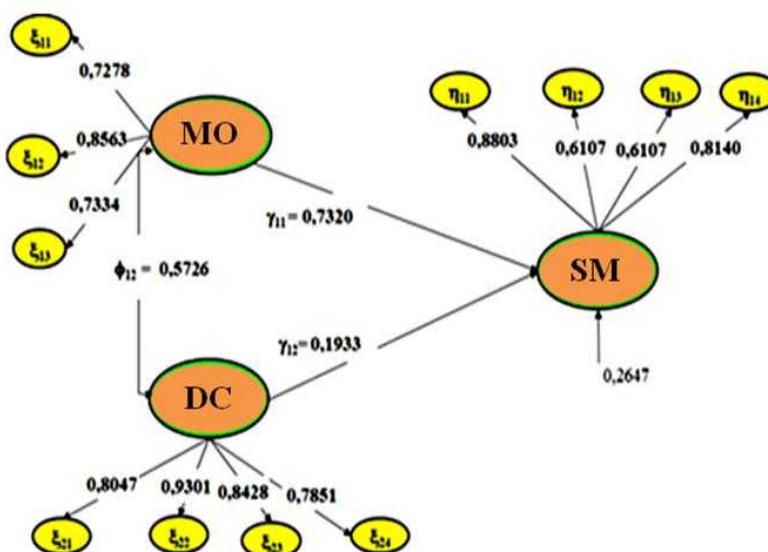 ξ11
0,7278
MO
ξ12
0,8563
ξ13
0,7334
η11
η12
η13
η14
0,8803
0,6107
0,6107
0,8140
γ11= 0,7320
SM
ϕ12 = 0,5726
γ12= 0,1933
0,2647
DC
0,8047
0,9301
0,8428
0,7851
ξ21
ξ22
ξ23
ξ24